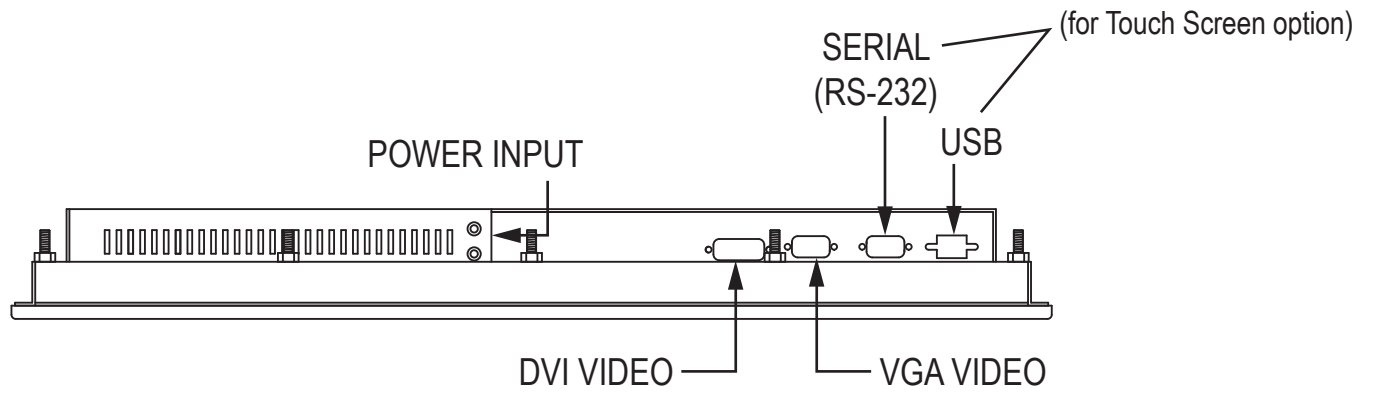 (for Touch Screen option)
SERIAL
(RS-232)
USB
POWER INPUT
DVI VIDEO
VGA VIDEO